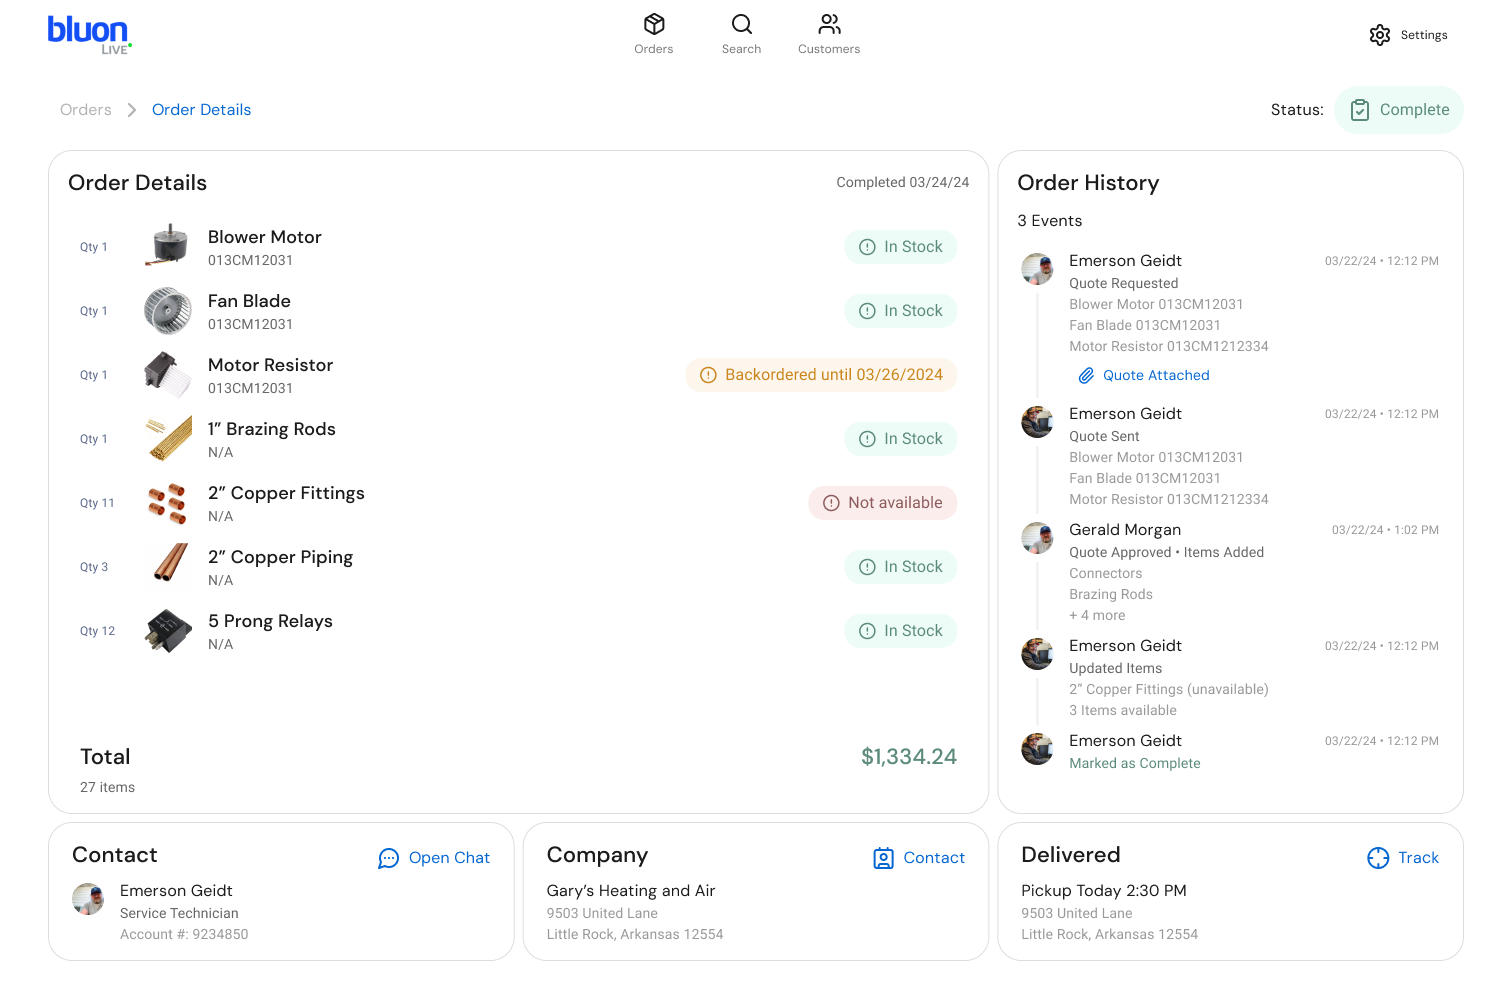 bluon
LIVE
Orders
Search
Customers
Settings
Orders
Order Details
Status:
Complete
Order Details
Completed 03/24/24
Qty 1
Blower Motor
013CM12031
In Stock
Qty 1
Fan Blade
013CM12031
In Stock
Qty 1
Motor Resistor
013CM12031
Backordered until 03/26/2024
Qty 1
1” Brazing Rods
N/A
In Stock
Qty 11
2” Copper Fittings
N/A
Not available
Qty 3
2” Copper Piping
N/A
In Stock
Qty 12
5 Prong Relays
N/A
In Stock
Total
$1,334.24
27 items
Order History
3 Events
Emerson Geidt
03/22/24 • 12:12 PM
Quote Requested
Blower Motor 013CM12031
Fan Blade 013CM12031
Motor Resistor 013CM1212334
Quote Attached
Emerson Geidt
03/22/24 • 12:12 PM
Quote Sent
Blower Motor 013CM12031
Fan Blade 013CM12031
Motor Resistor 013CM1212334
Gerald Morgan
03/22/24 • 1:02 PM
Quote Approved • Items Added
Connectors
Brazing Rods
+ 4 more
Emerson Geidt
03/22/24 • 12:12 PM
Updated Items
2” Copper Fittings (unavailable)
3 Items available
Emerson Geidt
03/22/24 • 12:12 PM
Marked as Complete
Contact
Open Chat
Emerson Geidt
Service Technician
Account #: 9234850
Company
Contact
Gary’s Heating and Air
9503 United Lane
Little Rock, Arkansas 12554
Delivered
Track
Pickup Today 2:30 PM
9503 United Lane
Little Rock, Arkansas 12554